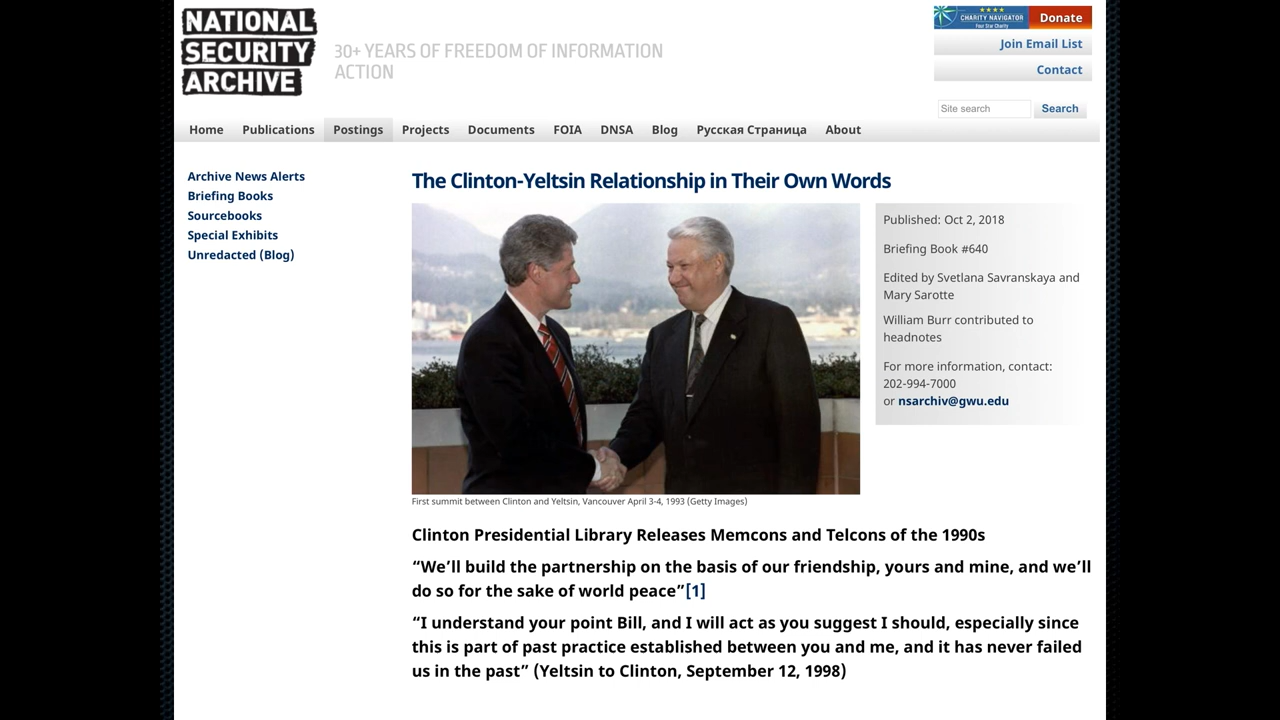 NATIONAL
SECURITY
ARCHIVE
30+ YEARS OF FREEDOM OF INFORMATION
ACTION
CHARITY NAVIGATOR
Four Star Charity
Donate
Join Email List
Contact
Site search
Search
Home
Publications
Postings
Projects
Documents
FOIA
DNSA
Blog
Русская Страница
About
Archive News Alerts
Briefing Books
Sourcebooks
Special Exhibits
Unredacted (Blog)
The Clinton-Yeltsin Relationship in Their Own Words
Published: Oct 2, 2018
Briefing Book #640
Edited by Svetlana Savranskaya and
Mary Sarotte
William Burr contributed to
headnotes
For more information, contact:
202-994-7000
or nsarchiv@gwu.edu
First summit between Clinton and Yeltsin, Vancouver April 3-4, 1993 (Getty Images)
Clinton Presidential Library Releases Memcons and Telcons of the 1990s
“We’ll build the partnership on the basis of our friendship, yours and mine, and we’ll
do so for the sake of world peace”[1]
“I understand your point Bill, and I will act as you suggest I should, especially since
this is part of past practice established between you and me, and it has never failed
us in the past” (Yeltsin to Clinton, September 12, 1998)